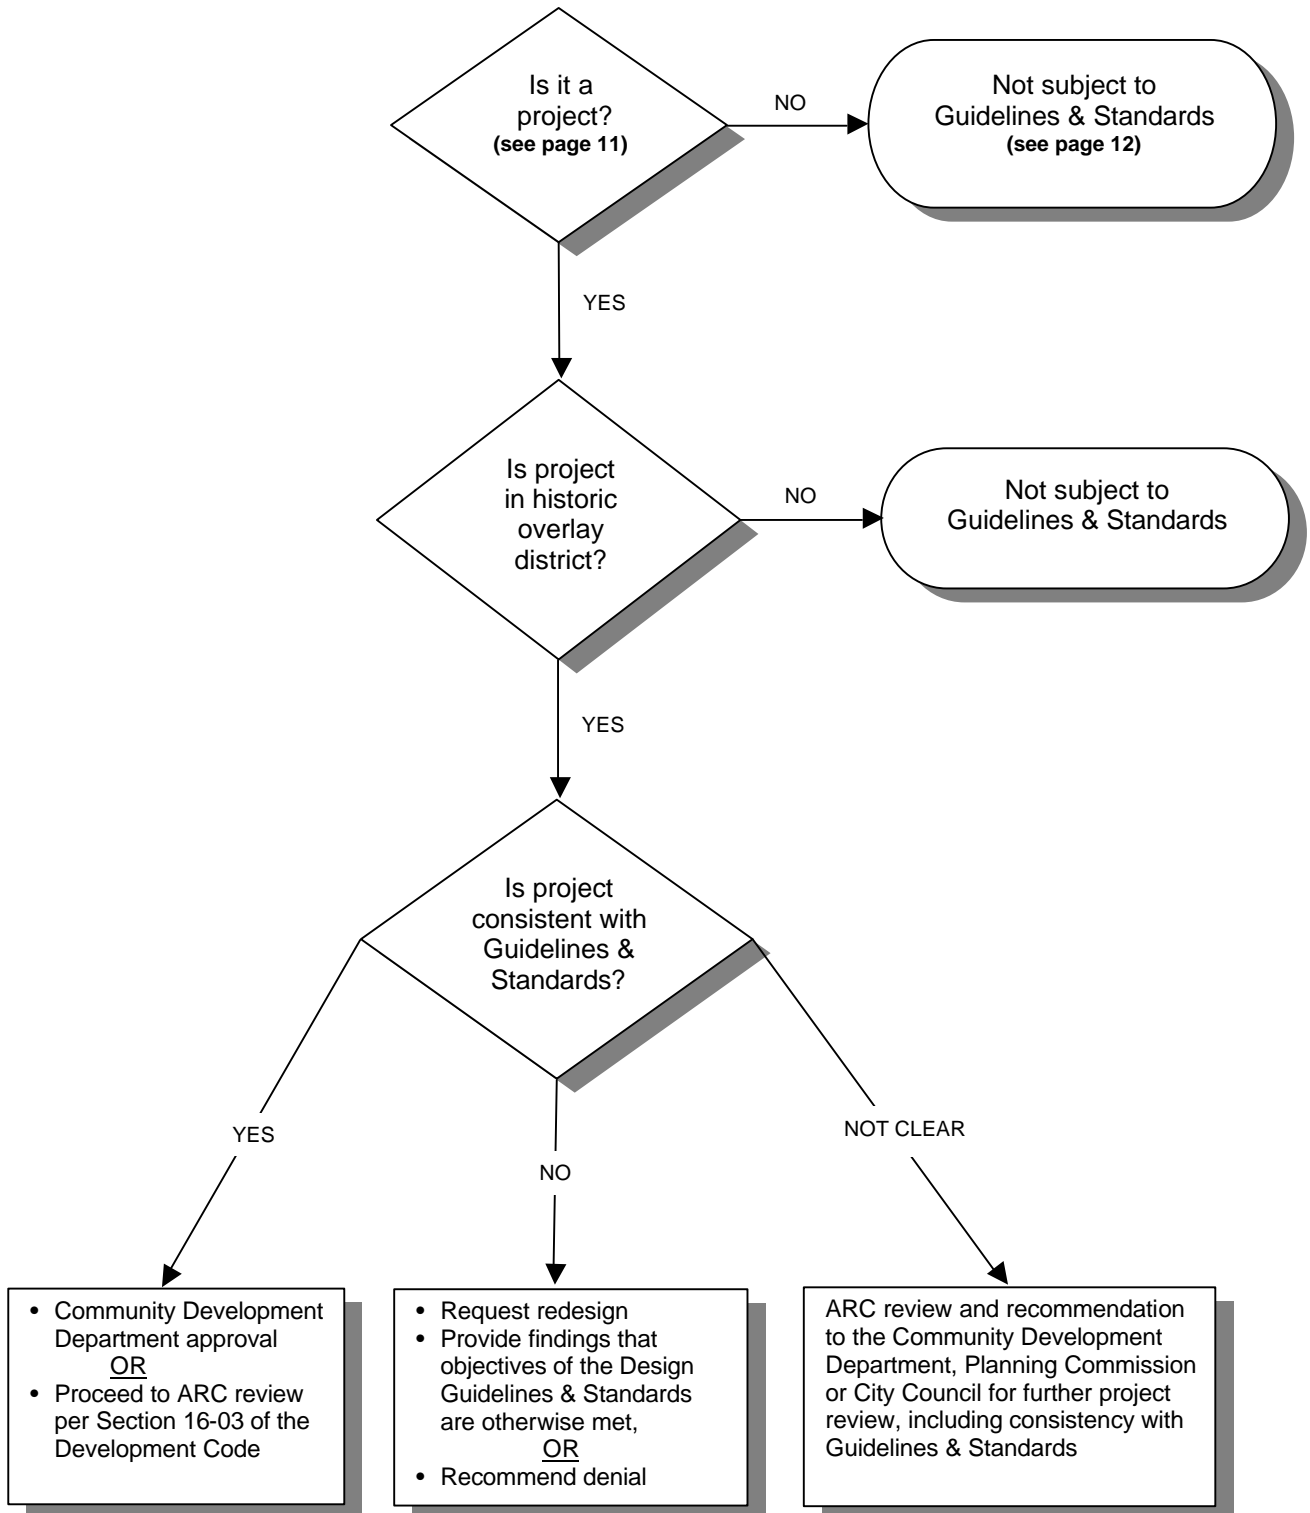 Is it a
project?
(see page 11)
NO
Not subject to
Guidelines & Standards
(see page 12)
YES
Is project
in historic
overlay
district?
NO
Not subject to
Guidelines & Standards
YES
Is project
consistent with
Guidelines &
Standards?
YES
NO
NOT CLEAR
• Community Development
Department approval
OR
• Proceed to ARC review
per Section 16-03 of the
Development Code
• Request redesign
• Provide findings that
objectives of the Design
Guidelines & Standards
are otherwise met,
OR
• Recommend denial
ARC review and recommendation
to the Community Development
Department, Planning Commission
or City Council for further project
review, including consistency with
Guidelines & Standards